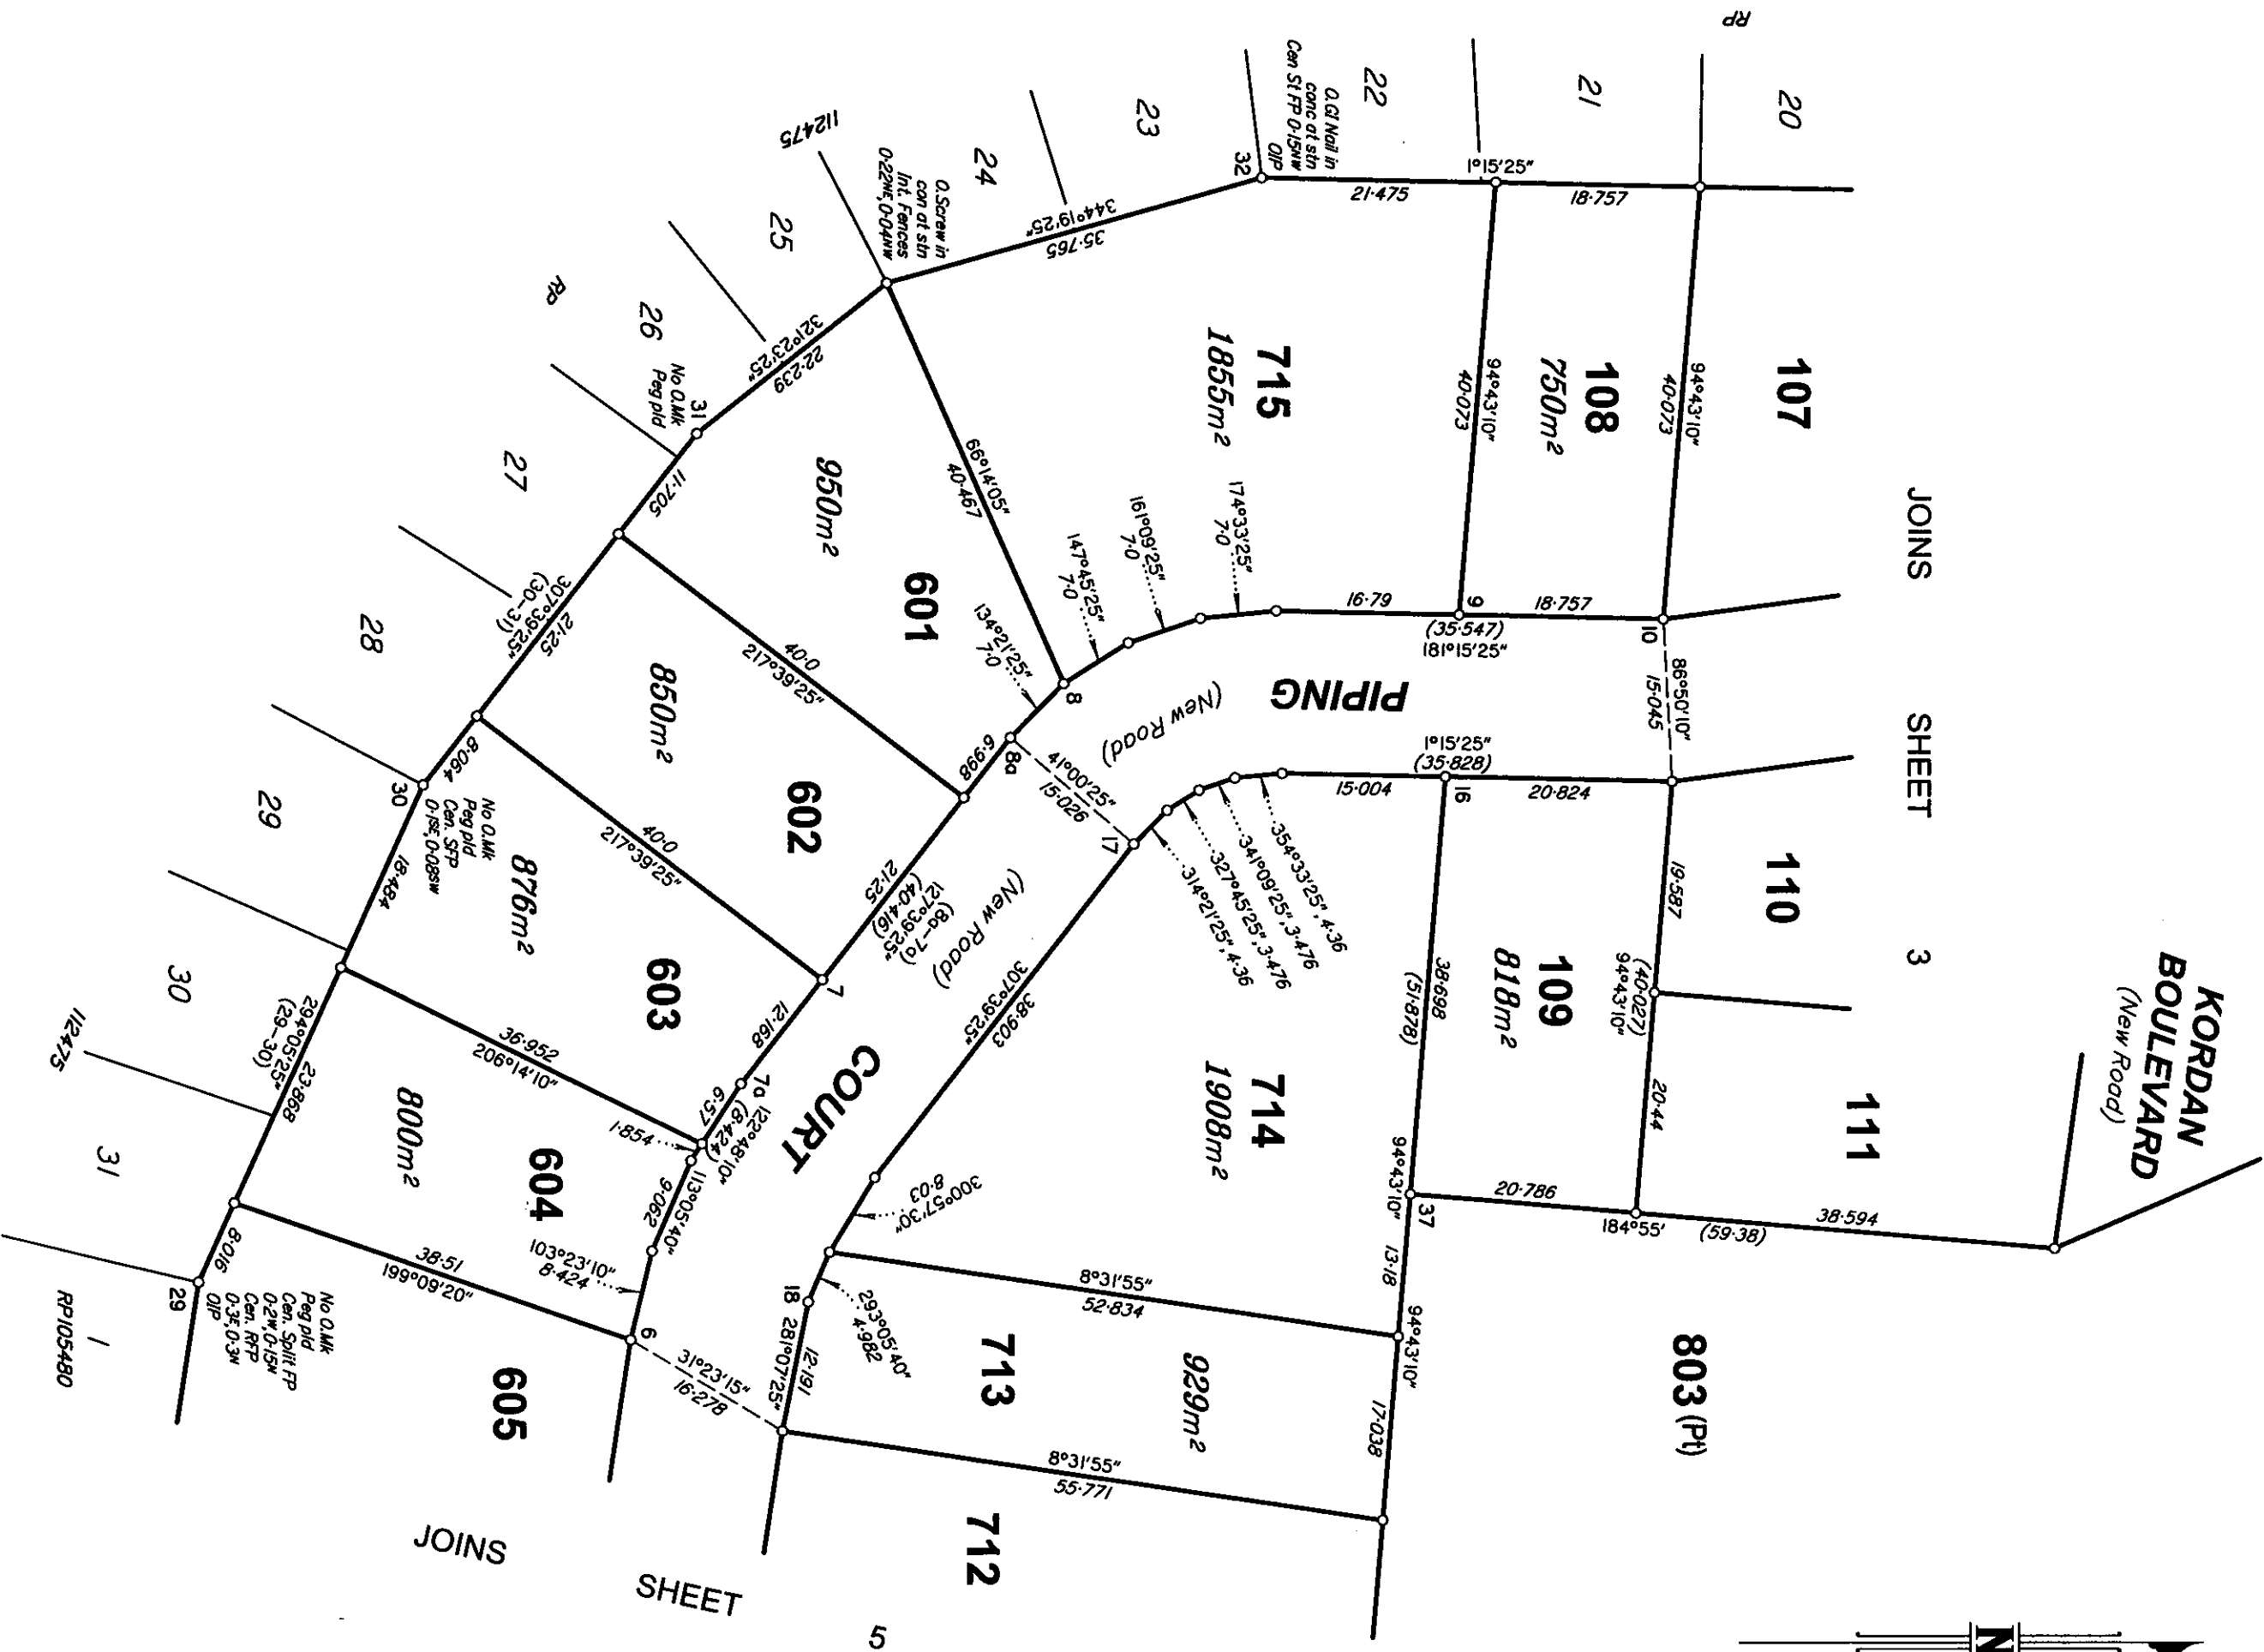 JOINS SHEET 3
KORDAN
BOULEVARD
(New Road)
20
21
22
23
24
25
26
27
28
29
30
31
1
RP
RP
112475
112475
RP105480
107
108
750m²
110
111
109
818m²
803 (Pt)
715
1855m²
714
1908m²
713
929m²
712
601
950m²
602
850m²
603
876m²
604
800m²
605
PIPING
(New Road)
COURT
(New Road)
O.GI Nail in
conc at stn
Cen St FP 0·15NW
OIP
32
O.Screw in
con at stn
Int. Fences
0·22NE,0·04NW
No O.Mk
Peg pld
31
No O.Mk
Peg pld
Cen. SFP
0·1SE,0·08SW
30
No O.Mk
Peg pld
Cen. Split FP
0·2W,0·15N
Cen. RFP
0·3E,0·3N
OIP
29
1°15'25"
21·475
18·757
94°43'10"
40·073
94°43'10"
40·073
344°19'25"
35·765
321°23'25"
22·239
66°14'05"
40·467
11·705
307°39'25"
21·25
(30-31)
8·064
18·484
294°05'25"
23·868
(29-30)
8·016
16·79
9
18·757
(35·547)
181°15'25"
10
86°50'10"
15·045
174°33'25"
7·0
161°09'25"
7·0
147°45'25"
7·0
134°21'25"
7·0
8
8a
6·998
41°00'25"
15·026
17
1°15'25"
(35·828)
15·004
16
20·824
19·587
(40·027)
94°43'10"
20·44
38·698
(51·878)
94°43'10"
37
20·786
184°55'
(59·38)
38·594
13·18
94°43'10"
17·038
354°33'25", 4·36
341°09'25", 3·476
327°45'25", 3·476
314°21'25", 4·36
307°39'25"
38·903
300°57'30"
8·03
293°05'40"
4·982
18
281°07'25"
12·191
8°31'55"
52·834
8°31'55"
55·771
40·0
217°39'25"
40·0
217°39'25"
21·25
127°39'25"
(40·416)
(8a-7a)
7
12·168
7a
122°48'10"
(8·424)
6·57
1·854
113°05'40"
9·062
103°23'10"
8·424
6
36·952
206°14'10"
38·51
199°09'20"
31°23'15"
16·278
JOINS SHEET 5
N